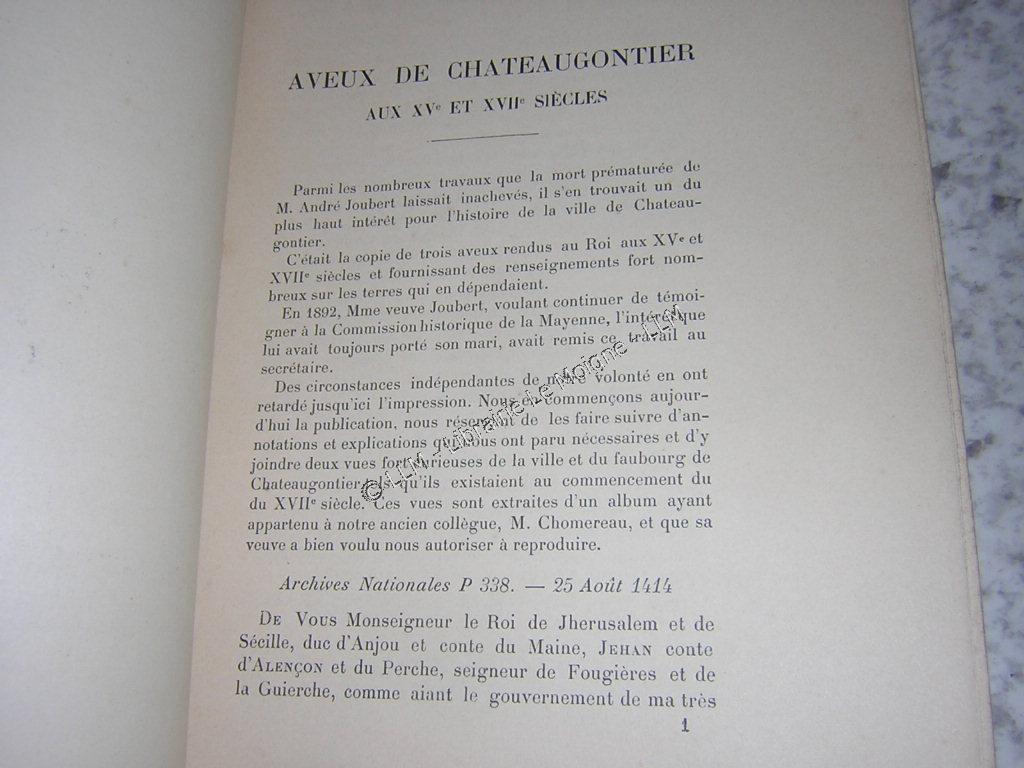 AVEUX DE CHATEAUGONTIER
AUX XVe ET XVIIe SIÈCLES
Parmi les nombreux travaux que la mort prématurée de
M. André Joubert laissait inachevés, il s'en trouvait un du
plus haut intérêt pour l'histoire de la ville de Chateau-
gontier.
C'était la copie de trois aveux rendus au Roi aux XVe et
XVIIe siècles et fournissant des renseignements fort nom-
breux sur les terres qui en dépendaient.
En 1892, Mme veuve Joubert, voulant continuer de témoi-
gner à la Commission historique de la Mayenne, l'intérêt que
lui avait toujours porté son mari, avait remis ce travail au
secrétaire.
Des circonstances indépendantes de notre volonté en ont
retardé jusqu'ici l'impression. Nous en commençons aujour-
d'hui la publication, nous réservant de les faire suivre d'an-
notations et explications qui nous ont paru nécessaires et d'y
joindre deux vues fort curieuses de la ville et du faubourg de
Chateaugontier, tels qu'ils existaient au commencement du
du XVIIe siècle. Ces vues sont extraites d'un album ayant
appartenu à notre ancien collègue, M. Chomereau, et que sa
veuve a bien voulu nous autoriser à reproduire.
Archives Nationales P 338. — 25 Août 1414
DE VOUS Monseigneur le Roi de Jherusalem et de
Sécille, duc d'Anjou et conte du Maine, JEHAN conte
d'ALENÇON et du Perche, seigneur de Fougières et de
la Guierche, comme aiant le gouvernement de ma très
1
© LLM - Librairie Le Moigne - LLM